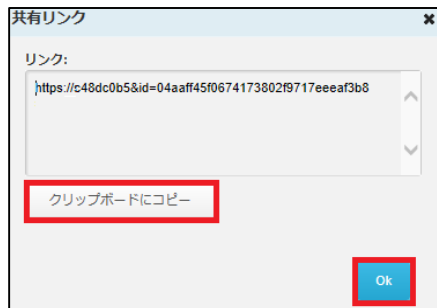 共有リンク
リンク:
https://c48dc0b5&id=04aaff45f0674173802f9717eeeaf3b8
クリップボードにコピー
Ok